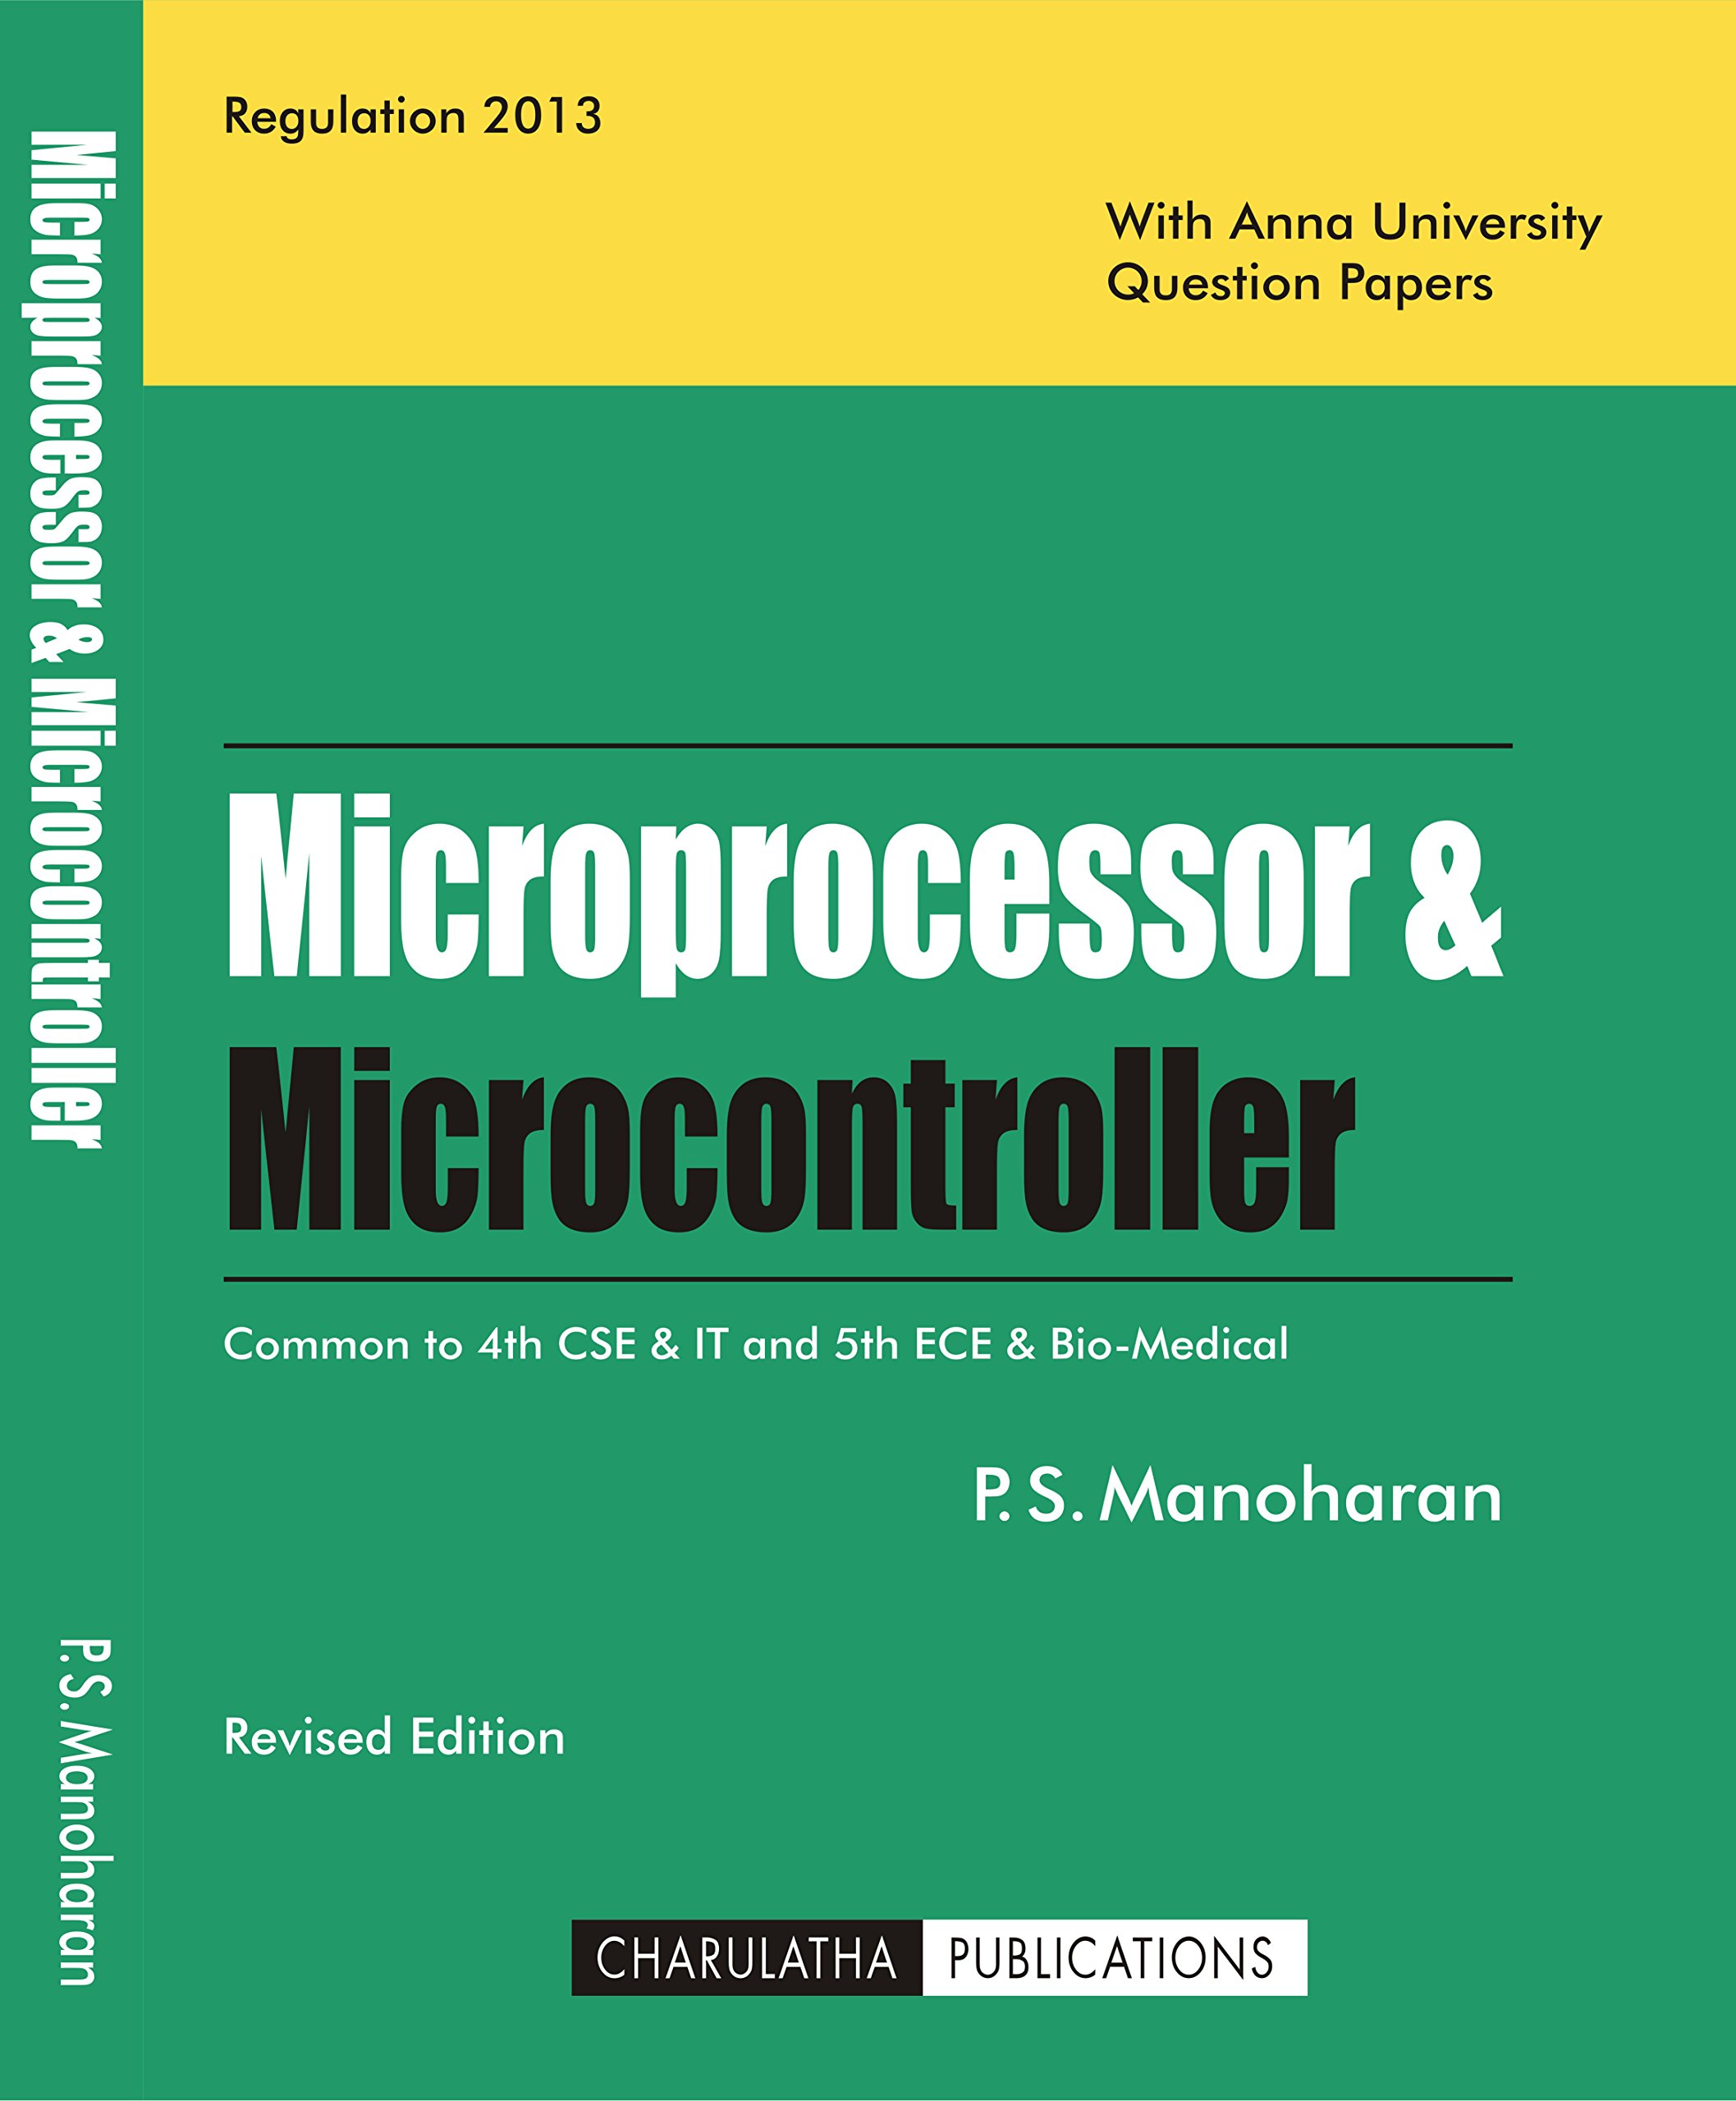 Microprocessor & Microcontroller
P.S. Manoharan
Regulation 2013
With Anna University
Question Papers
Microprocessor &
Microcontroller
Common to 4th CSE & IT and 5th ECE & Bio-Medical
P. S. Manoharan
Revised Edition
CHARULATHA PUBLICATIONS